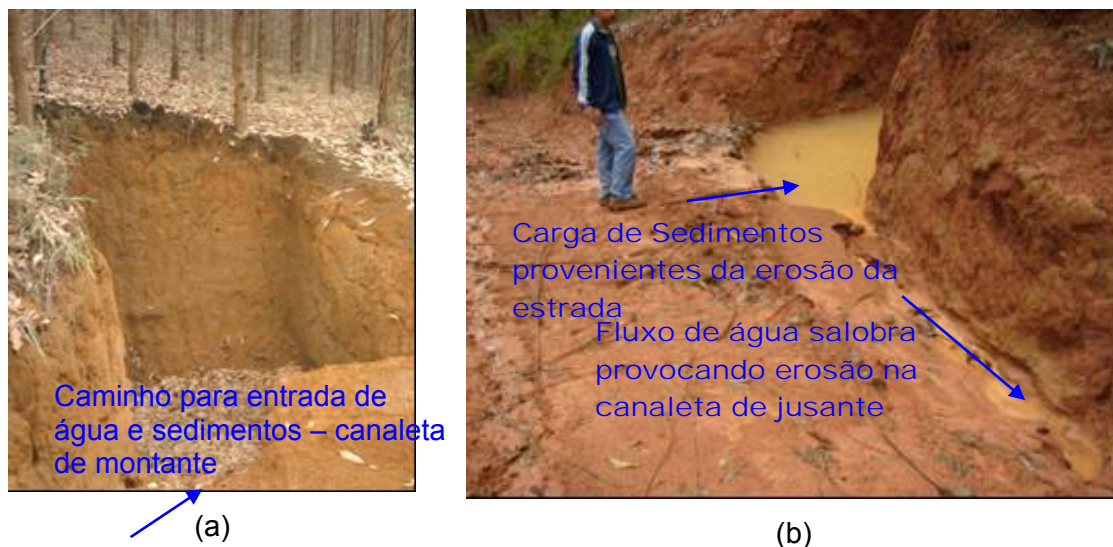 Caminho para entrada de
água e sedimentos – canaleta
de montante
(a)
Carga de Sedimentos
provenientes da erosão da
estrada
Fluxo de água salobra
provocando erosão na
canaleta de jusante
(b)